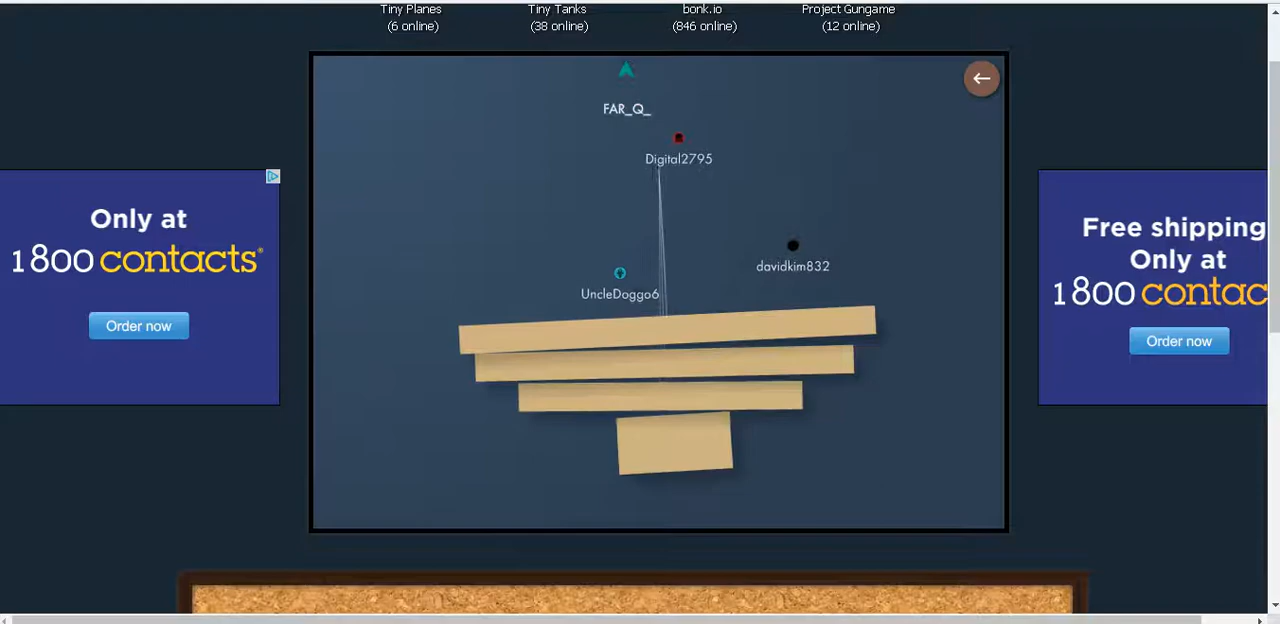 Tiny Planes
(6 online)
Tiny Tanks
(38 online)
bonk.io
(846 online)
Project Gungame
(12 online)
FAR_Q_
Digital2795
davidkim832
UncleDoggo6
Only at
1800 contacts
Order now
Free shipping
Only at
1800 contac
Order now